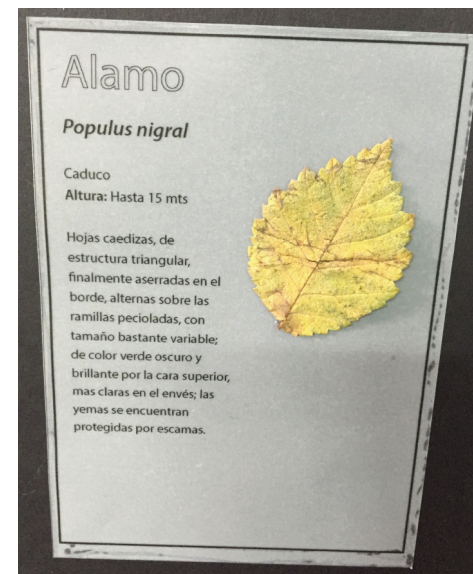 Alamo
Populus nigral
Caduco
Altura: Hasta 15 mts
Hojas caedizas, de
estructura triangular,
finalmente aserradas en el
borde, alternas sobre las
ramillas pecioladas, con
tamaño bastante variable;
de color verde oscuro y
brillante por la cara superior,
mas claras en el envés; las
yemas se encuentran
protegidas por escamas.